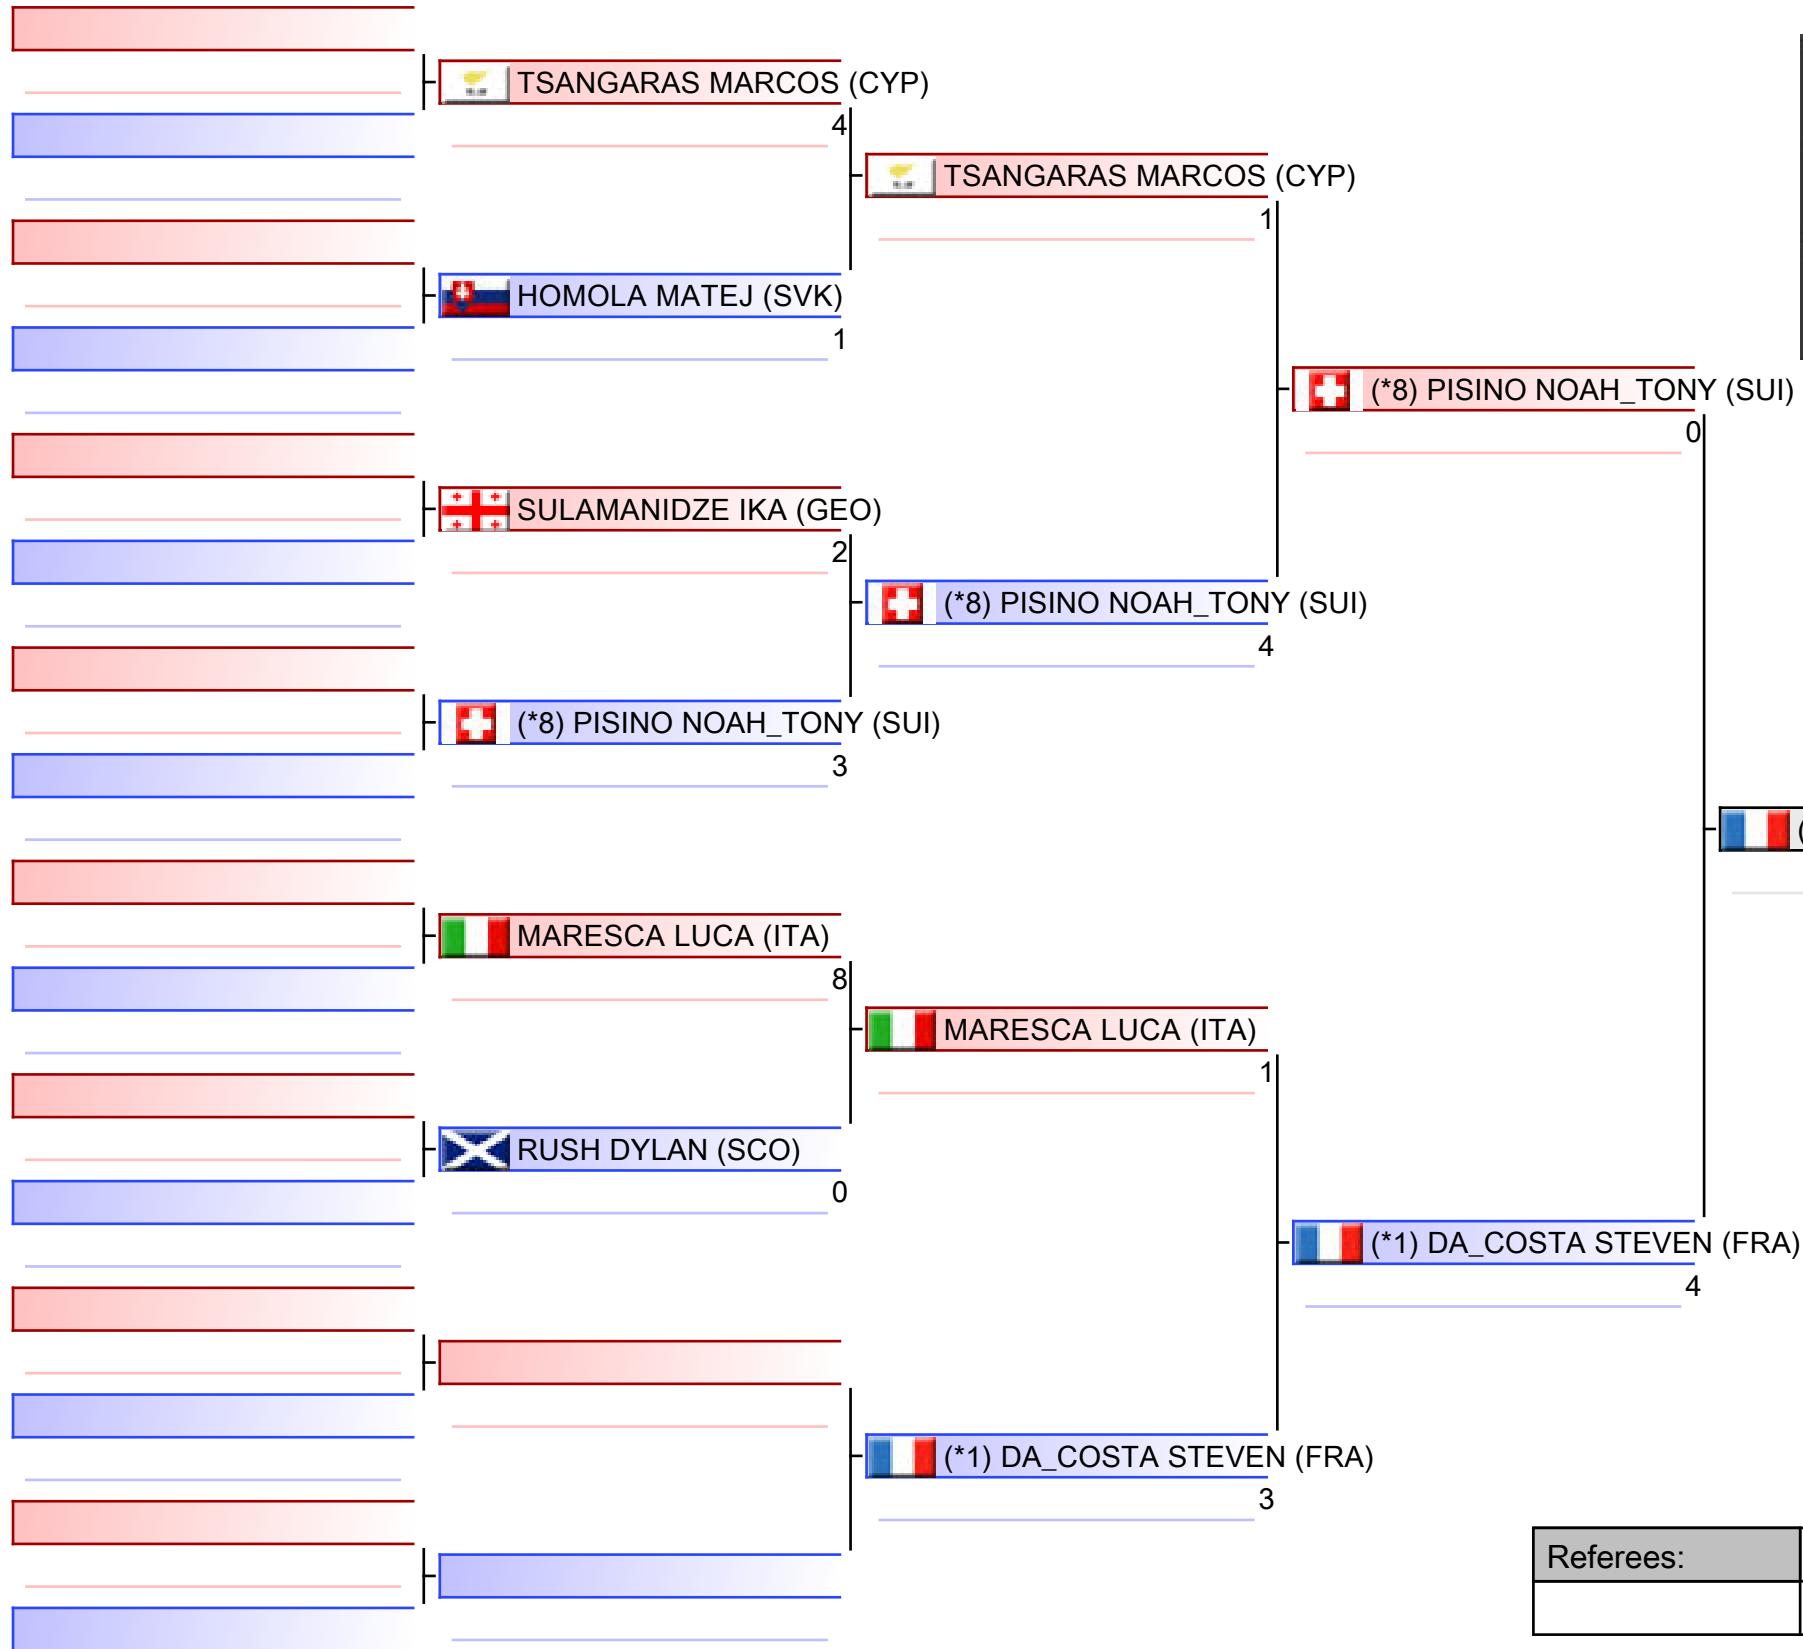 TSANGARAS MARCOS (CYP)
4
HOMOLA MATEJ (SVK)
1
SULAMANIDZE IKA (GEO)
2
(*8) PISINO NOAH_TONY (SUI)
3
MARESCA LUCA (ITA)
8
RUSH DYLAN (SCO)
0
TSANGARAS MARCOS (CYP)
1
(*8) PISINO NOAH_TONY (SUI)
4
MARESCA LUCA (ITA)
1
(*1) DA_COSTA STEVEN (FRA)
3
(*8) PISINO NOAH_TONY (SUI)
0
(*1) DA_COSTA STEVEN (FRA)
4
(
Referees: